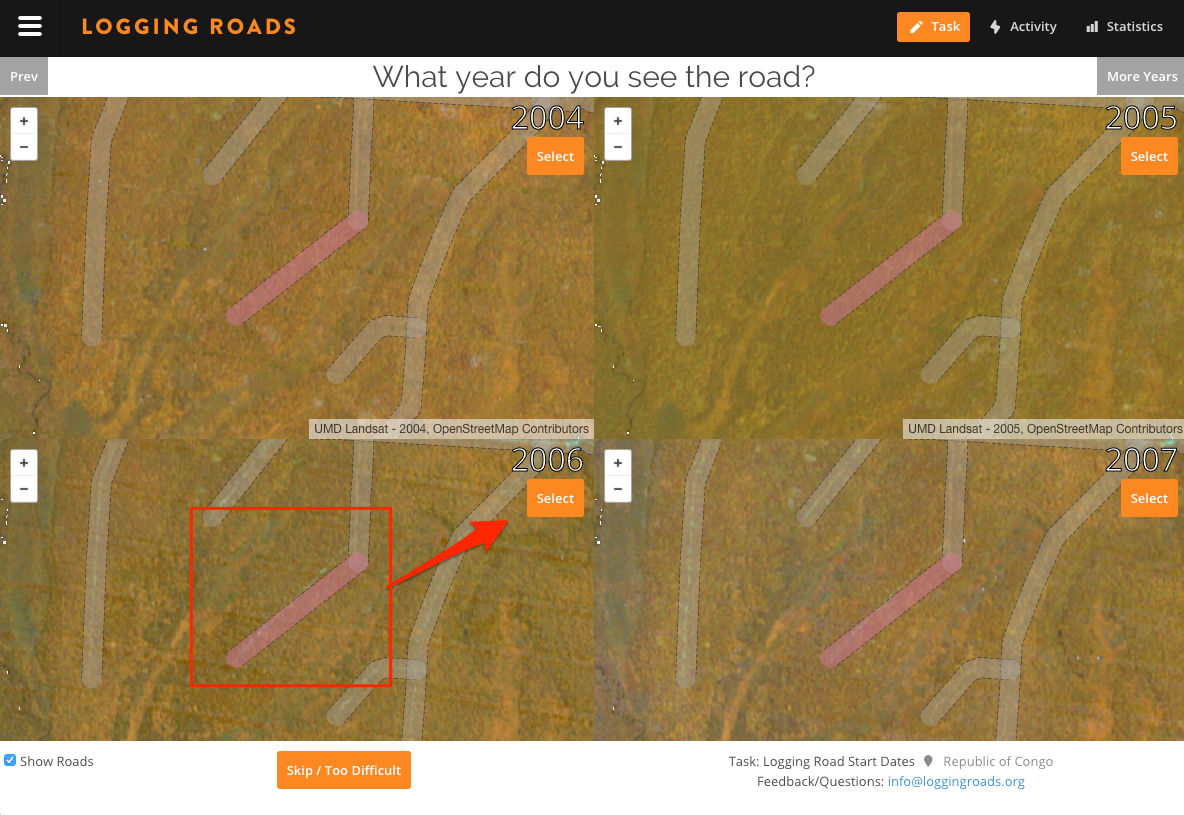 LOGGING ROADS
Task
Activity
Statistics
Prev
What year do you see the road?
More Years
+
−
2004
Select
UMD Landsat - 2004, OpenStreetMap Contributors
+
−
2005
Select
UMD Landsat - 2005, OpenStreetMap Contributors
+
−
2006
Select
+
−
2007
Select
Show Roads
Skip / Too Difficult
Task: Logging Road Start Dates Republic of Congo
Feedback/Questions: info@loggingroads.org